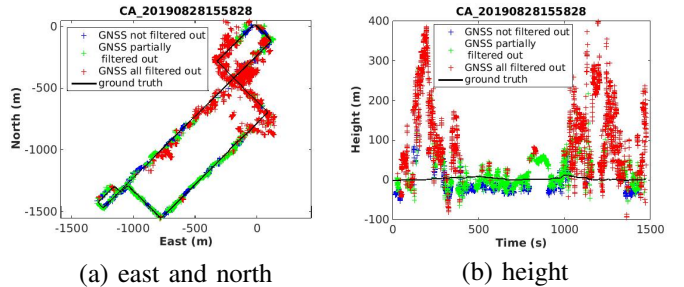 CA_20190828155828
GNSS not filtered out
GNSS partially
filtered out
GNSS all filtered out
ground truth
North (m)
0
-500
-1000
-1500
-1500
-1000
-500
0
East (m)
(a) east and north
CA_20190828155828
GNSS not filtered out
GNSS partially
filtered out
GNSS all filtered out
ground truth
Height (m)
400
300
200
100
0
-100
0
500
1000
1500
Time (s)
(b) height